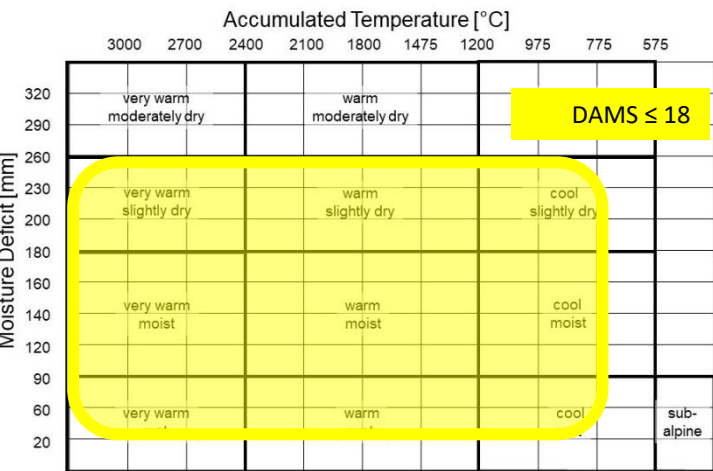 Accumulated Temperature [°C]
3000 2700 2400 2100 1800 1475 1200 975 775 575
320
290
260
230
200
180
160
140
120
90
60
20
Moisture Deficit [mm]
very warm
moderately dry
warm
moderately dry
DAMS ≤ 18
very warm
slightly dry
warm
slightly dry
cool
slightly dry
very warm
moist
warm
moist
cool
moist
very warm
warm
cool
sub-
alpine